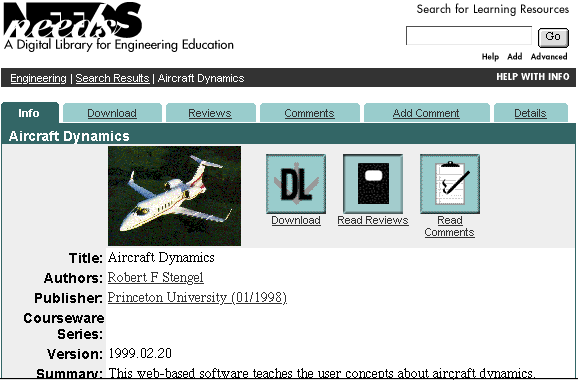 Search for Learning Resources
NEEDS
needs
A Digital Library for Engineering Education
Go
Help Add Advanced
Engineering | Search Results | Aircraft Dynamics HELP WITH INFO
Info Download Reviews Comments Add Comment Details
Aircraft Dynamics
DL
Download Read Reviews Read
Comments
Title: Aircraft Dynamics
Authors: Robert F Stengel
Publisher: Princeton University (01/1998)
Courseware
Series:
Version: 1999.02.20
Summary: This web-based software teaches the user concepts about aircraft dynamics,